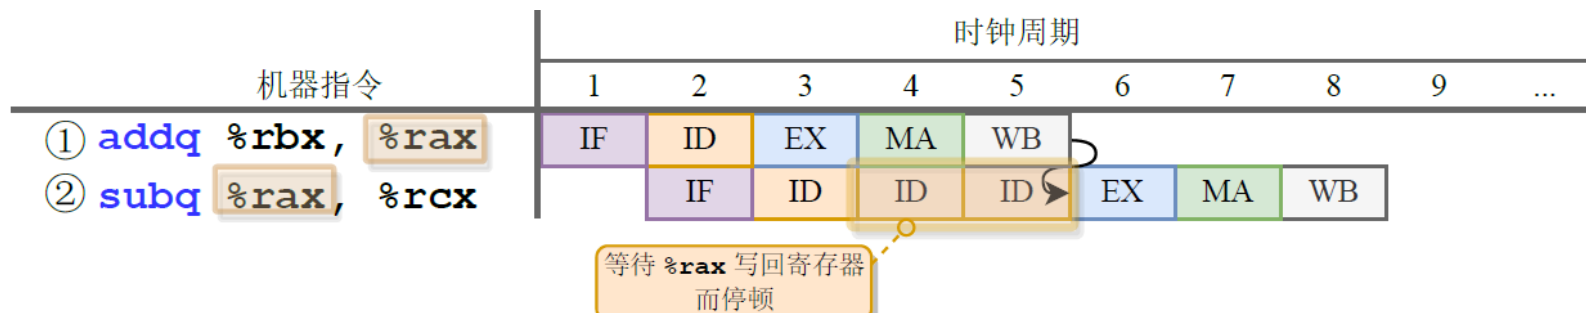 时钟周期
机器指令 1 2 3 4 5 6 7 8 9 ...
① addq %rbx, %rax IF ID EX MA WB
② subq %rax, %rcx IF ID ID ID EX MA WB
等待 %rax 写回寄存器
而停顿